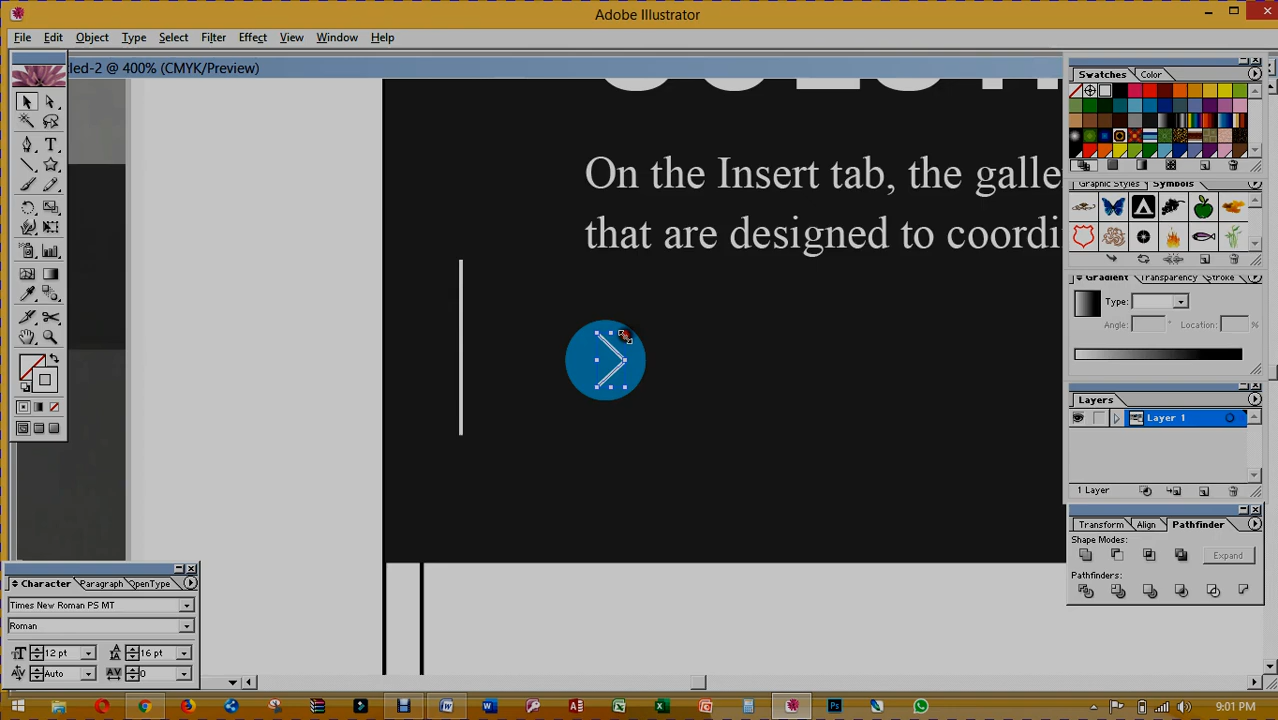 Adobe Illustrator
File Edit Object Type Select Filter Effect View Window Help
led-2 @ 400% (CMYK/Preview)
Swatches Color
On the Insert tab, the galle
that are designed to coordi
Graphic Styles Symbols
Gradient Transparency Stroke
Type:
Angle: ° Location: %
Layers
Layer 1
1 Layer
Transform Align Pathfinder
Shape Modes:
Expand
Pathfinders:
Character Paragraph OpenType
Times New Roman PS MT
Roman
12 pt 16 pt
Auto 0
9:01 PM